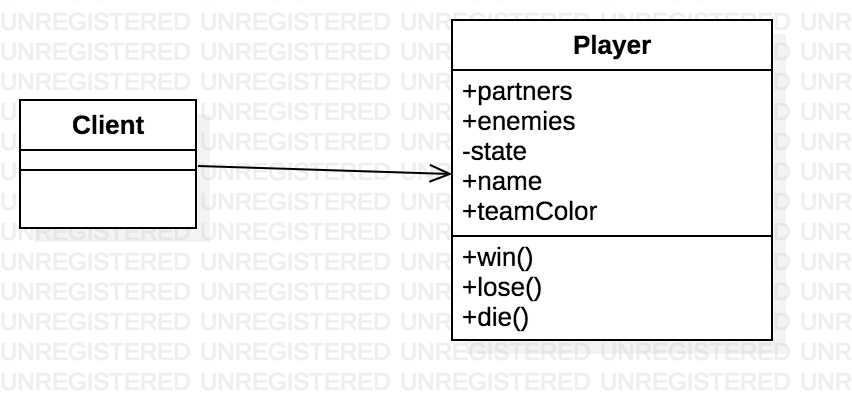 Client
Player
+partners
+enemies
-state
+name
+teamColor
+win()
+lose()
+die()
UNREGISTERED UNREGISTERED UNREGISTERED UNREGISTERED UNR